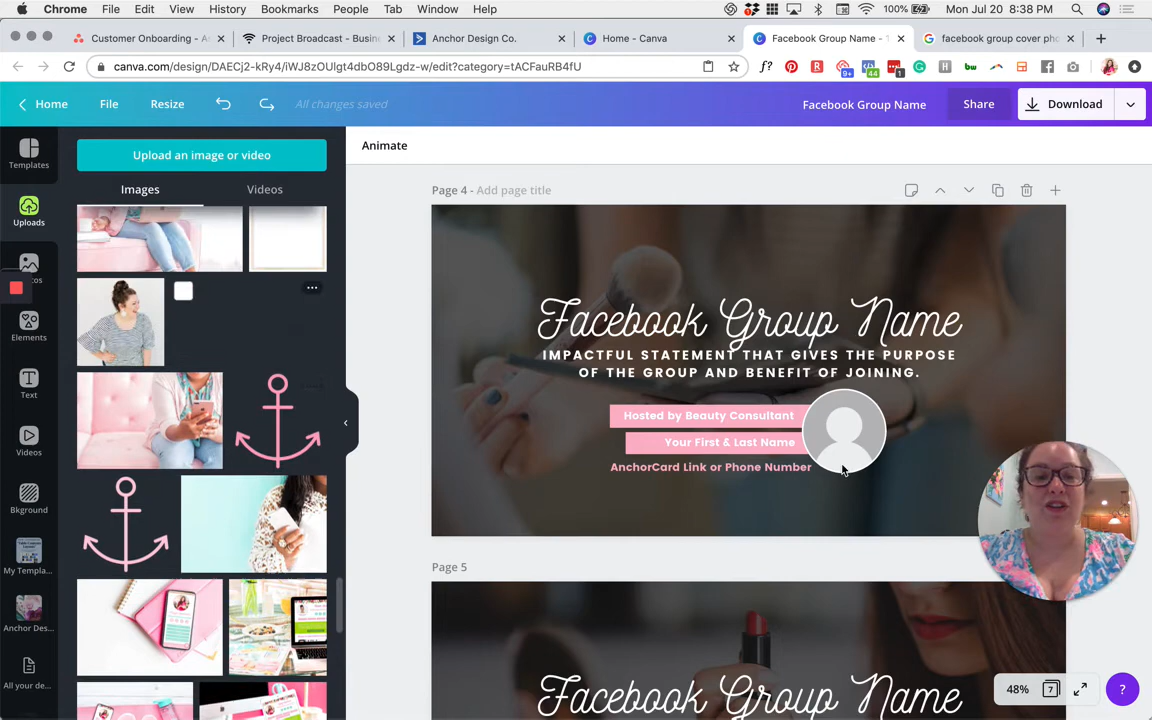 Chrome File Edit View History Bookmarks People Tab Window Help 100% Mon Jul 20 8:38 PM
Customer Onboarding - A Project Broadcast - Busin Anchor Design Co. Home - Canva Facebook Group Name - facebook group cover pho
canva.com/design/DAECj2-kRy4/iWJ8zOUlgt4dbO89Lgdz-w/edit?category=tACFauRB4fU
Home File Resize All changes saved Facebook Group Name Share Download
Templates
Uploads
Elements
Text
Videos
Bkground
My Templa...
Anchor Des...
All your de...
Upload an image or video
Images Videos
Animate
Page 4 - Add page title
Facebook Group Name
IMPACTFUL STATEMENT THAT GIVES THE PURPOSE
OF THE GROUP AND BENEFIT OF JOINING.
Hosted by Beauty Consultant
Your First & Last Name
AnchorCard Link or Phone Number
Page 5
Facebook Group Name
48% 7 ?